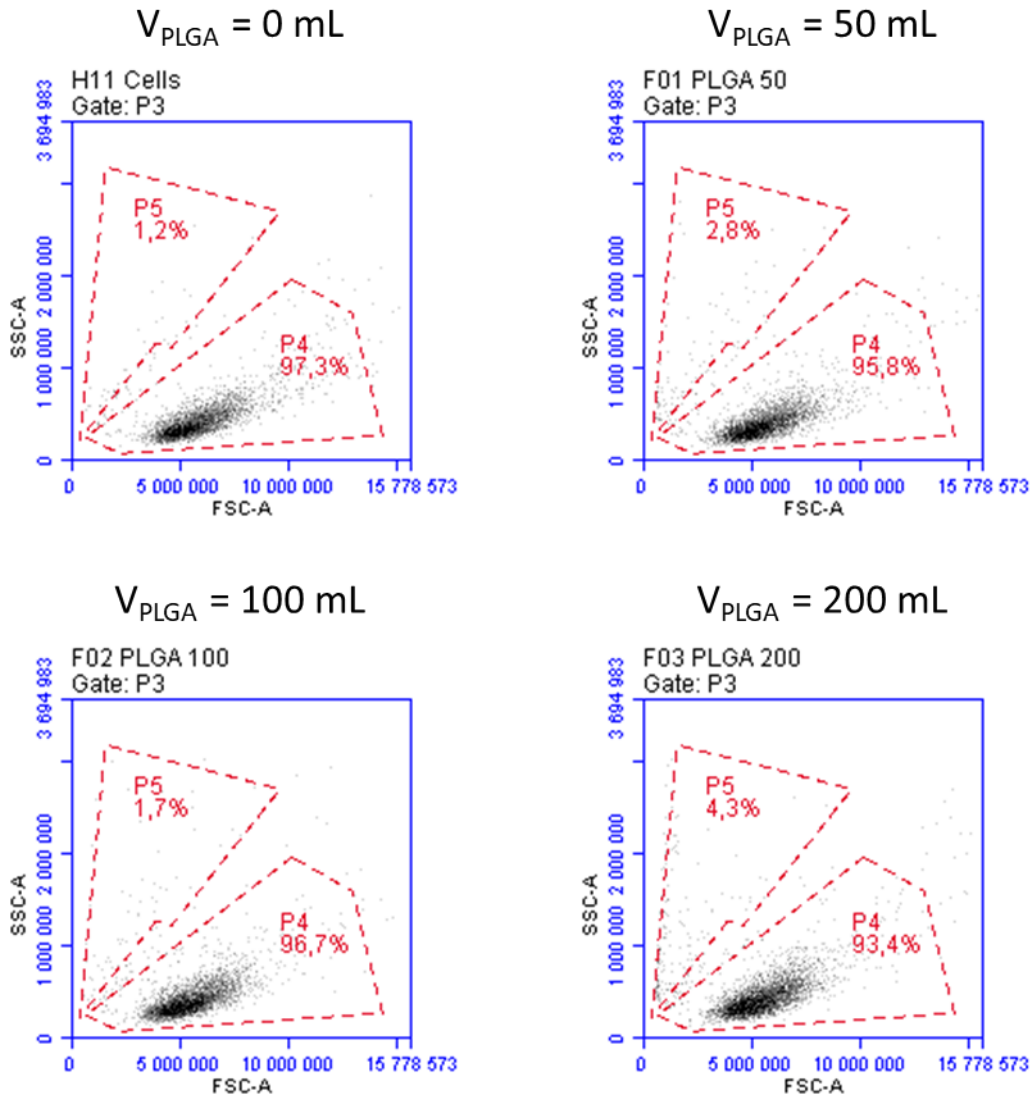 V_PLGA = 0 mL
H11 Cells
Gate: P3
3 694 983
2 000 000
1 000 000
0
SSC-A
P5
1,2%
P4
97,3%
0 5 000 000 10 000 000 15 778 573
FSC-A
V_PLGA = 50 mL
F01 PLGA 50
Gate: P3
3 694 983
2 000 000
1 000 000
0
SSC-A
P5
2,8%
P4
95,8%
0 5 000 000 10 000 000 15 778 573
FSC-A
V_PLGA = 100 mL
F02 PLGA 100
Gate: P3
3 694 983
2 000 000
1 000 000
0
SSC-A
P5
1,7%
P4
96,7%
0 5 000 000 10 000 000 15 778 573
FSC-A
V_PLGA = 200 mL
F03 PLGA 200
Gate: P3
3 694 983
2 000 000
1 000 000
0
SSC-A
P5
4,3%
P4
93,4%
0 5 000 000 10 000 000 15 778 573
FSC-A